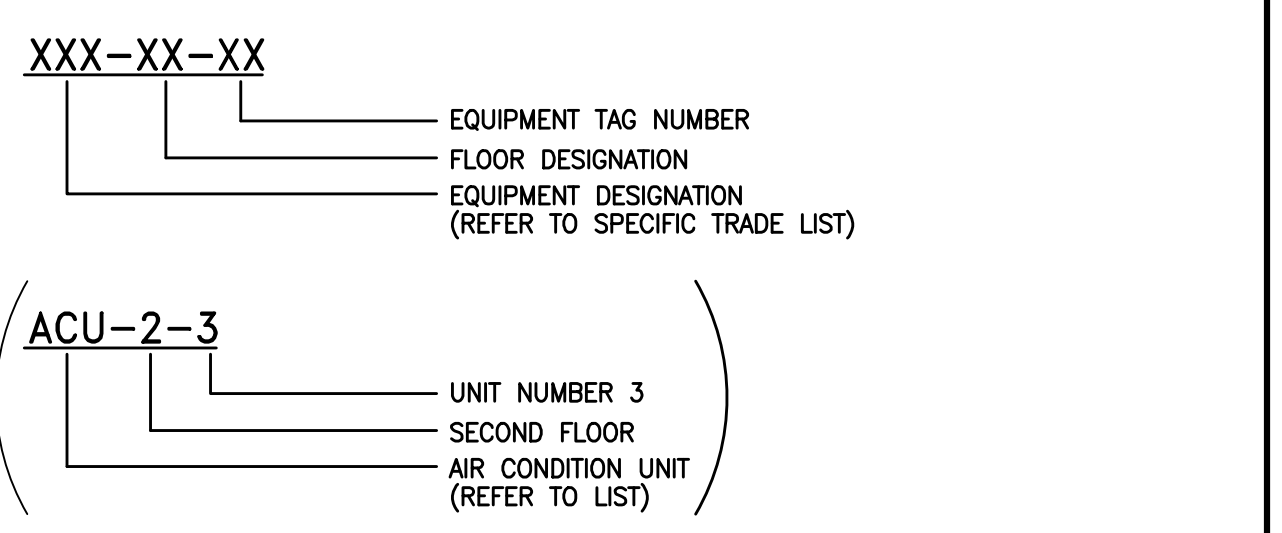 XXX-XX-XX
EQUIPMENT TAG NUMBER
FLOOR DESIGNATION
EQUIPMENT DESIGNATION
(REFER TO SPECIFIC TRADE LIST)
ACU-2-3
UNIT NUMBER 3
SECOND FLOOR
AIR CONDITION UNIT
(REFER TO LIST)